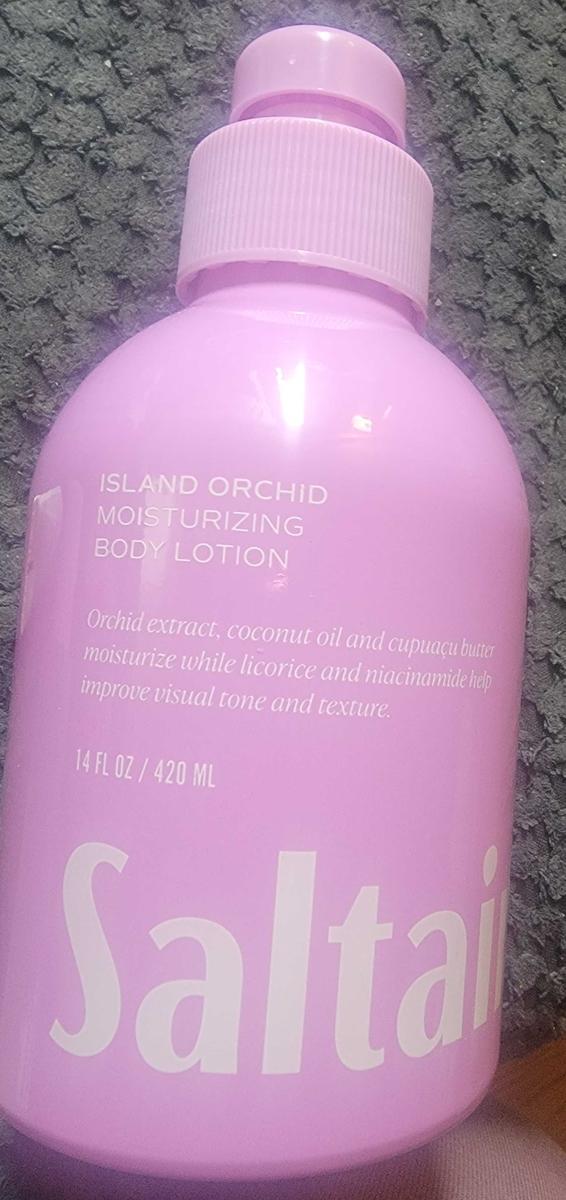 ISLAND ORCHID
MOISTURIZING
BODY LOTION
Orchid extract, coconut oil and cupuaçu butter
moisturize while licorice and niacinamide help
improve visual tone and texture.
14 FL OZ / 420 ML
Saltair